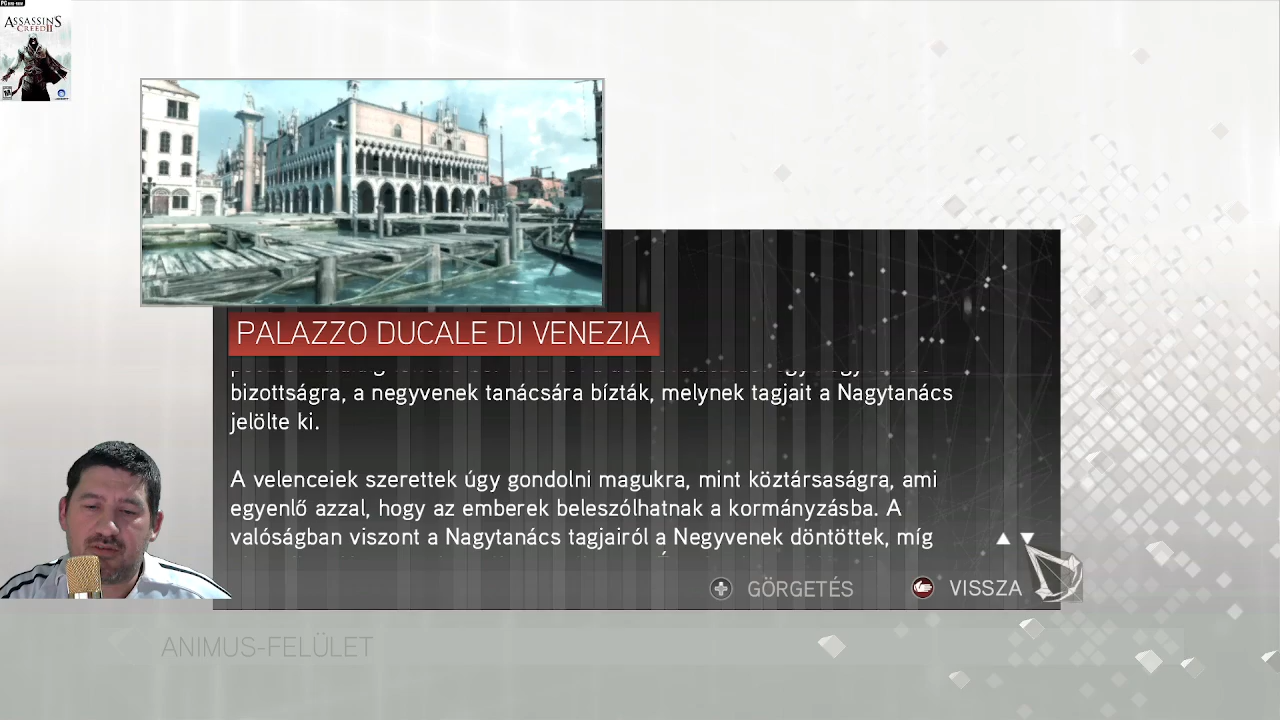 ASSASSIN'S
CREED II
PALAZZO DUCALE DI VENEZIA
bizottságra, a negyvenek tanácsára bízták, melynek tagjait a Nagytanács
jelölte ki.
A velenceiek szerettek úgy gondolni magukra, mint köztársaságra, ami
egyenlő azzal, hogy az emberek beleszólhatnak a kormányzásba. A
valóságban viszont a Nagytanács tagjairól a Negyvenek döntöttek, míg
GÖRGETÉS
VISSZA
ANIMUS-FELÜLET